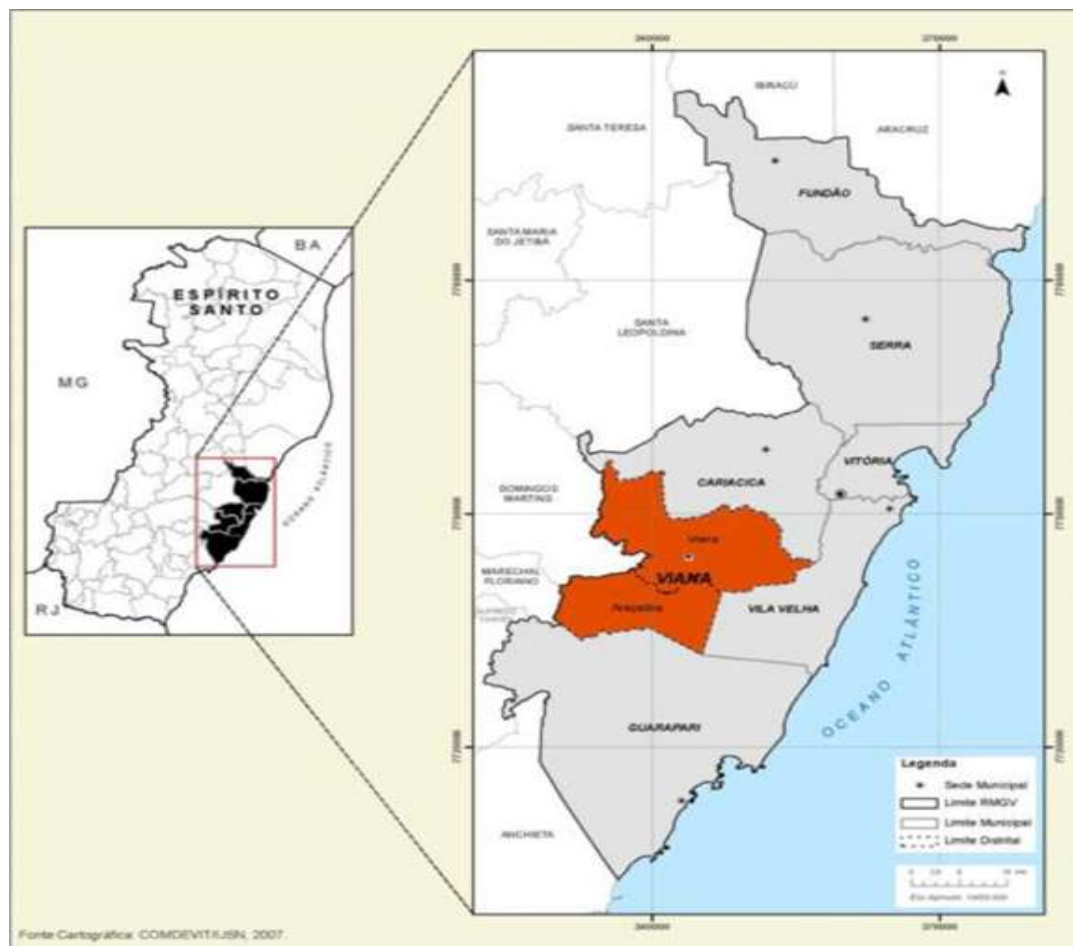 BA
ESPÍRITO
SANTO
MG
OCEANO ATLÂNTICO
RJ
IBIRAÇU
SANTA TERESA
ARACRUZ
FUNDÃO
SANTA MARIA
DO JETIBÁ
SANTA
LEOPOLDINA
SERRA
VITÓRIA
CARIACICA
DOMINGOS
MARTINS
Viana
MARECHAL
FLORIANO
VIANA
Araçatiba
VILA VELHA
OCEANO ATLÂNTICO
GUARAPARI
ANCHIETA
Legenda
Sede Municipal
Limite RMGV
Limite Municipal
Limite Distrital
Fonte Cartográfica: COMDEVIT/IJSN, 2007.